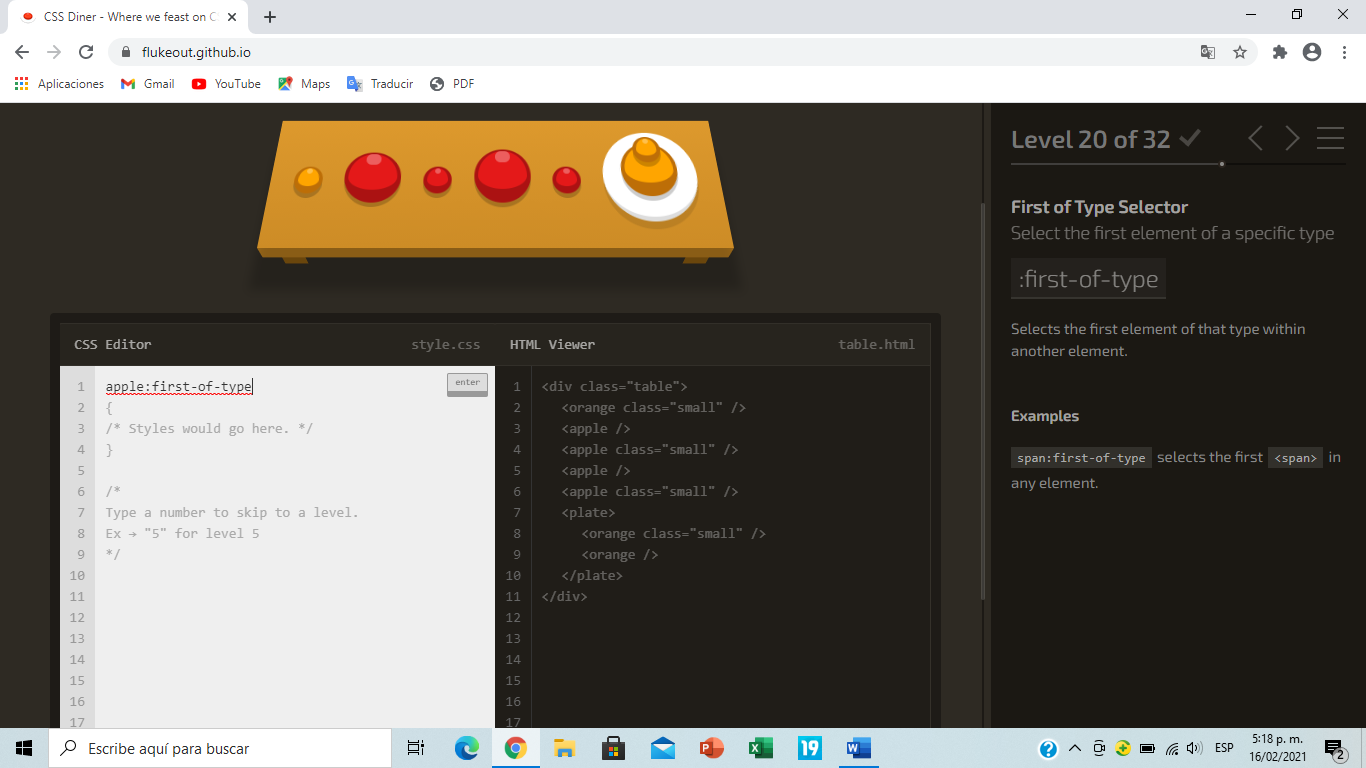 CSS Diner - Where we feast on C
flukeout.github.io
Aplicaciones Gmail YouTube Maps Traducir PDF
Level 20 of 32
First of Type Selector
Select the first element of a specific type
:first-of-type
Selects the first element of that type within
another element.
Examples
span:first-of-type selects the first <span> in
any element.
CSS Editor style.css
enter
1 apple:first-of-type
2 {
3 /* Styles would go here. */
4 }
5
6 /*
7 Type a number to skip to a level.
8 Ex → "5" for level 5
9 */
10
11
12
13
14
15
16
17
HTML Viewer table.html
1 <div class="table">
2 <orange class="small" />
3 <apple />
4 <apple class="small" />
5 <apple />
6 <apple class="small" />
7 <plate>
8 <orange class="small" />
9 <orange />
10 </plate>
11 </div>
12
13
14
15
16
17
Escribe aquí para buscar
19
ESP
5:18 p. m.
16/02/2021
2